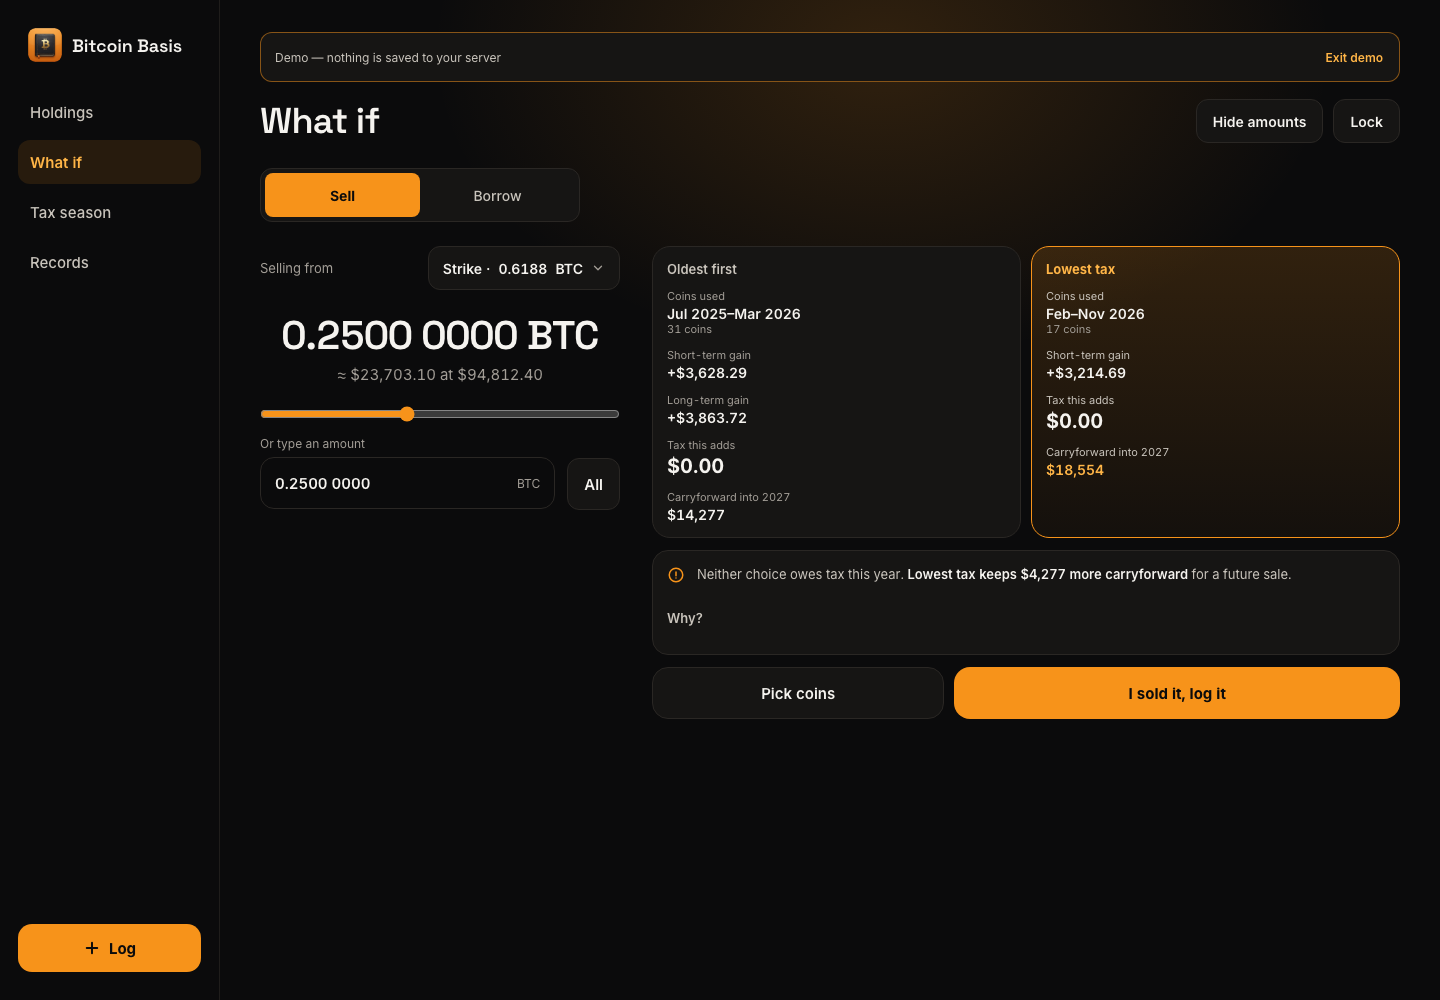 Bitcoin Basis
Holdings
What if
Tax season
Records
Log
Demo — nothing is saved to your server
Exit demo
What if
Hide amounts
Lock
Sell
Borrow
Selling from
Strike · 0.6188 BTC
0.2500 0000 BTC
≈ $23,703.10 at $94,812.40
Or type an amount
0.2500 0000 BTC
All
Oldest first
Coins used
Jul 2025–Mar 2026
31 coins
Short-term gain
+$3,628.29
Long-term gain
+$3,863.72
Tax this adds
$0.00
Carryforward into 2027
$14,277
Lowest tax
Coins used
Feb–Nov 2026
17 coins
Short-term gain
+$3,214.69
Tax this adds
$0.00
Carryforward into 2027
$18,554
Neither choice owes tax this year. Lowest tax keeps $4,277 more carryforward for a future sale.
Why?
Pick coins
I sold it, log it